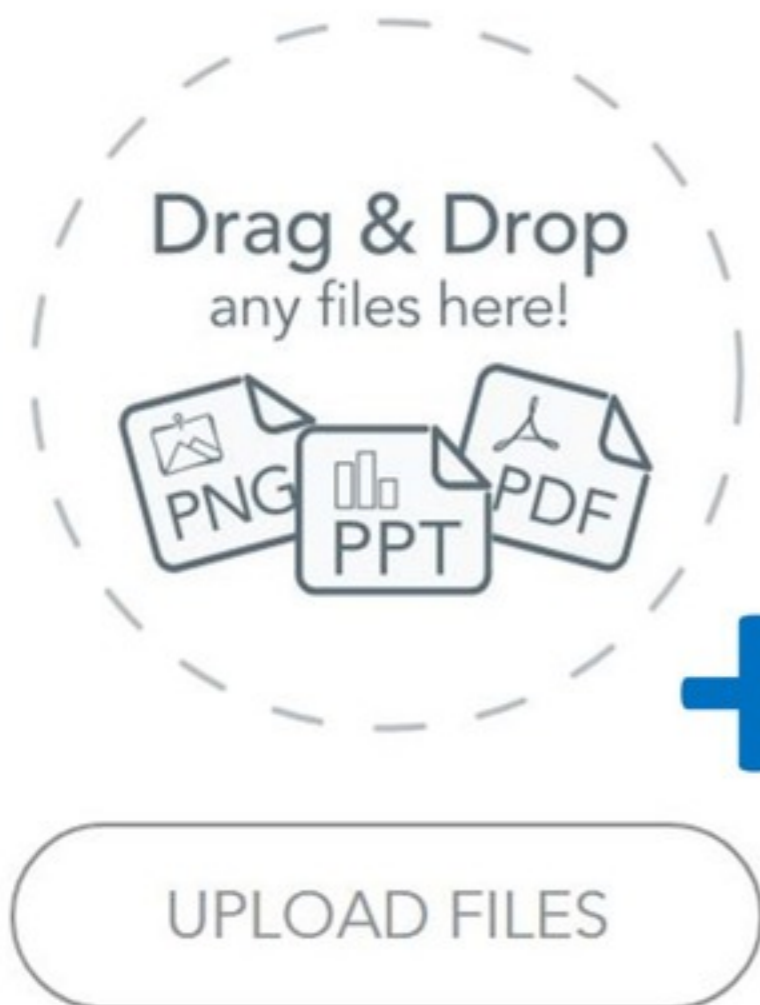 Drag & Drop
any files here!
PNG
PPT
PDF
UPLOAD FILES